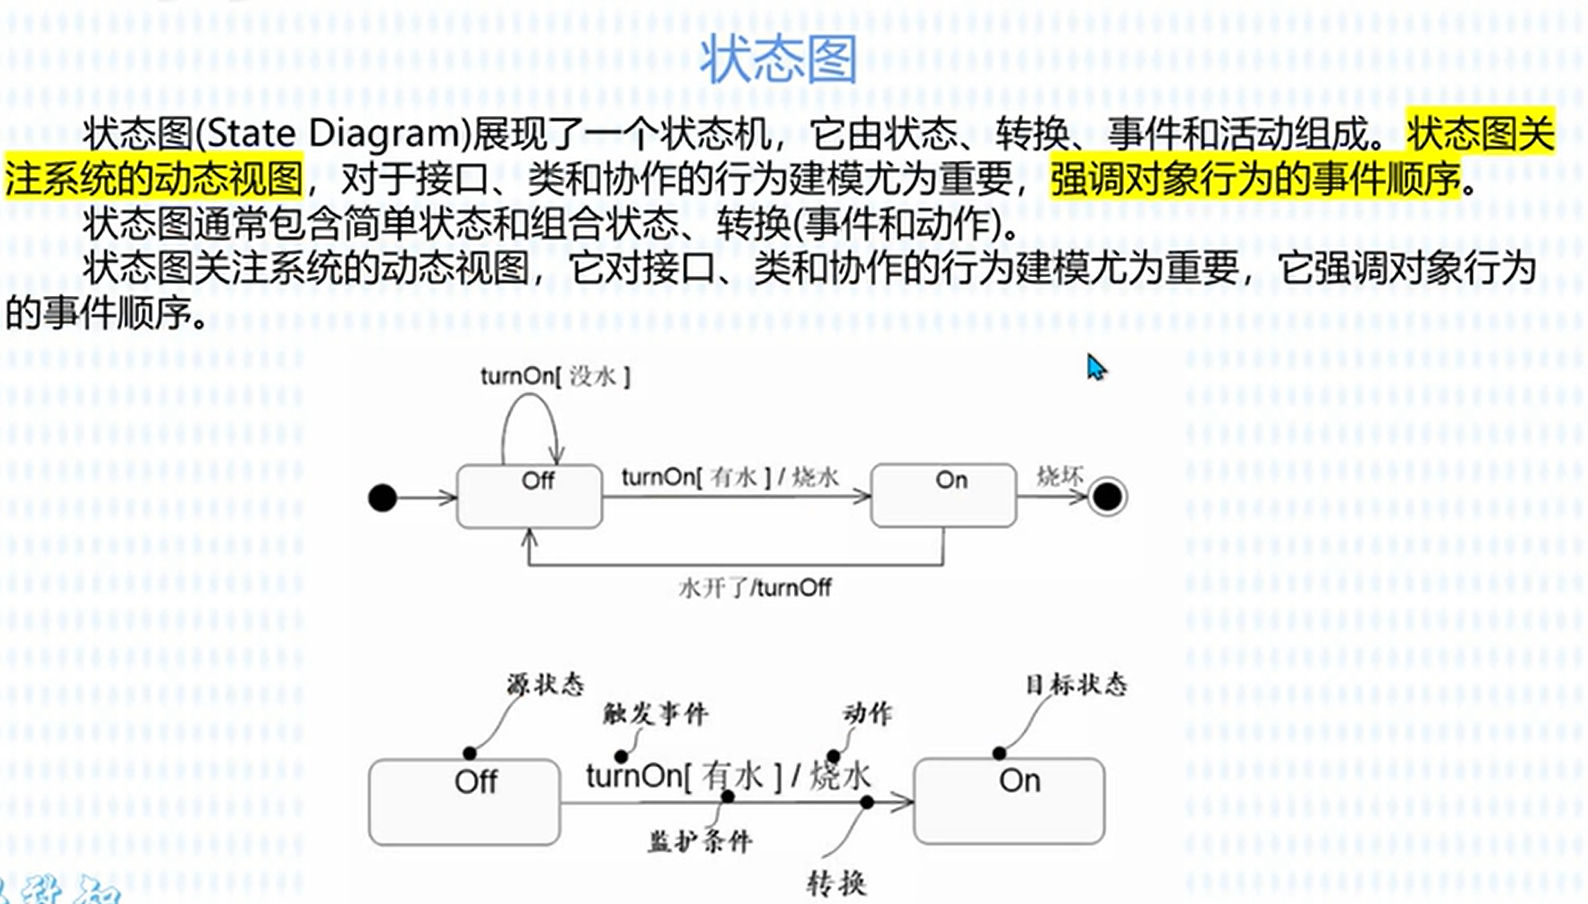 状态图
状态图(State Diagram)展现了一个状态机，它由状态、转换、事件和活动组成。状态图关
注系统的动态视图，对于接口、类和协作的行为建模尤为重要，强调对象行为的事件顺序。
状态图通常包含简单状态和组合状态、转换(事件和动作)。
状态图关注系统的动态视图，它对接口、类和协作的行为建模尤为重要，它强调对象行为
的事件顺序。
turnOn[ 没水 ]
Off
turnOn[ 有水 ] / 烧水
On
烧坏
水开了/turnOff
源状态
目标状态
触发事件
动作
Off
turnOn[ 有水 ] / 烧水
On
监护条件
转换